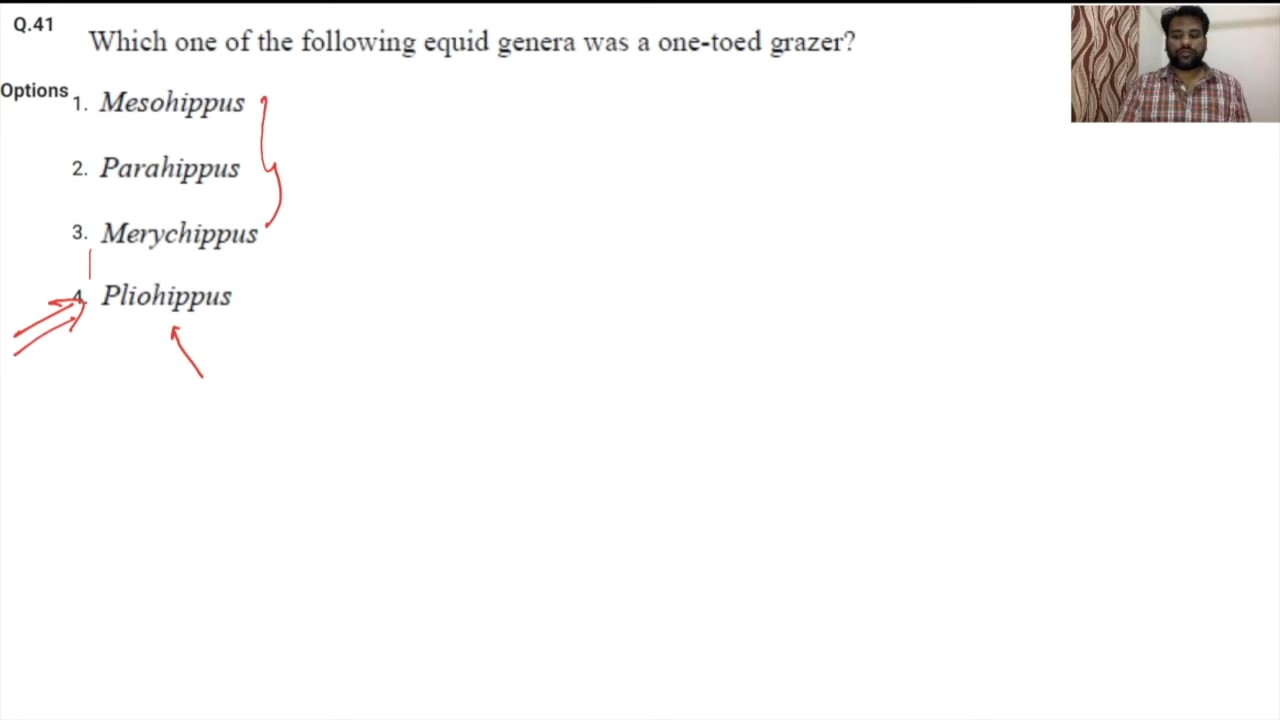 Q.41
Which one of the following equid genera was a one-toed grazer?
Options
1. Mesohippus
2. Parahippus
3. Merychippus
4. Pliohippus